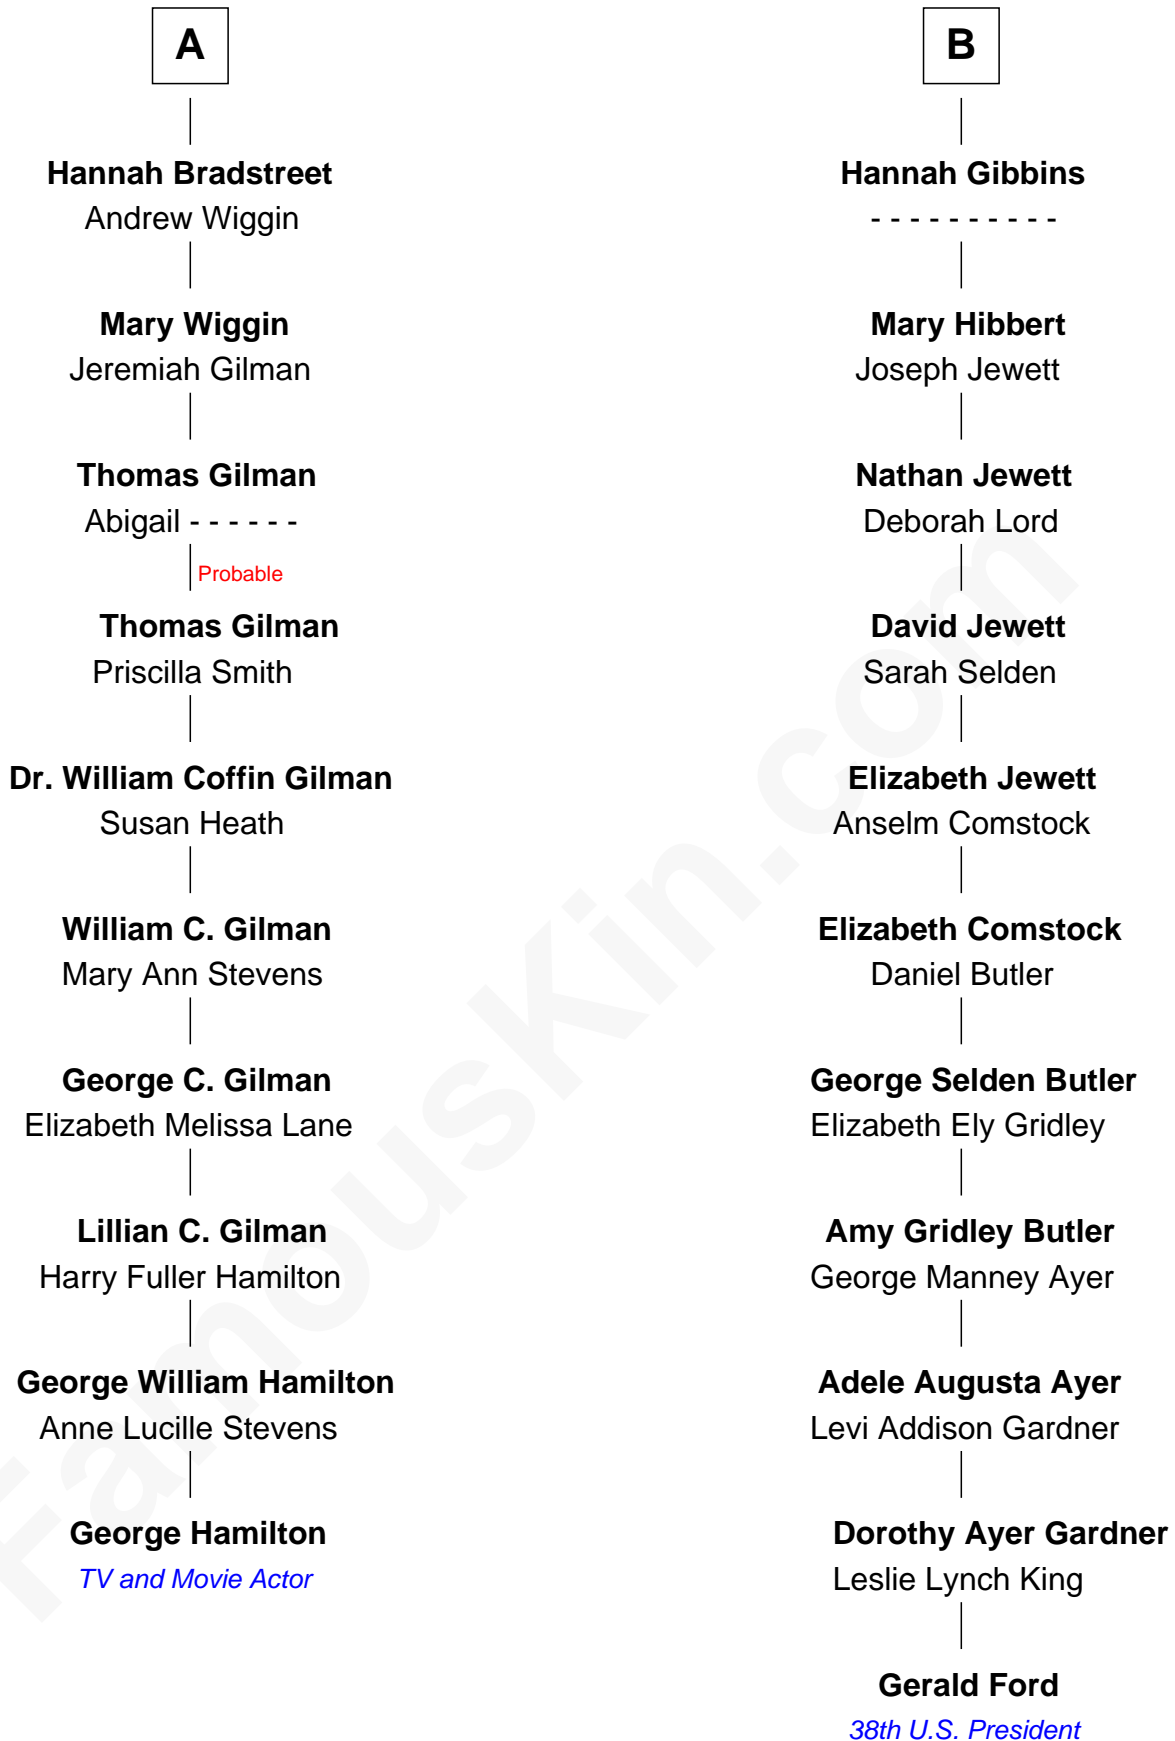 A
Hannah Bradstreet
Andrew Wiggin
Mary Wiggin
Jeremiah Gilman
Thomas Gilman
Abigail - - - - - -
Probable
Thomas Gilman
Priscilla Smith
Dr. William Coffin Gilman
Susan Heath
William C. Gilman
Mary Ann Stevens
George C. Gilman
Elizabeth Melissa Lane
Lillian C. Gilman
Harry Fuller Hamilton
George William Hamilton
Anne Lucille Stevens
George Hamilton
TV and Movie Actor
B
Hannah Gibbins
- - - - - - - - - -
Mary Hibbert
Joseph Jewett
Nathan Jewett
Deborah Lord
David Jewett
Sarah Selden
Elizabeth Jewett
Anselm Comstock
Elizabeth Comstock
Daniel Butler
George Selden Butler
Elizabeth Ely Gridley
Amy Gridley Butler
George Manney Ayer
Adele Augusta Ayer
Levi Addison Gardner
Dorothy Ayer Gardner
Leslie Lynch King
Gerald Ford
38th U.S. President
FamousKin.com